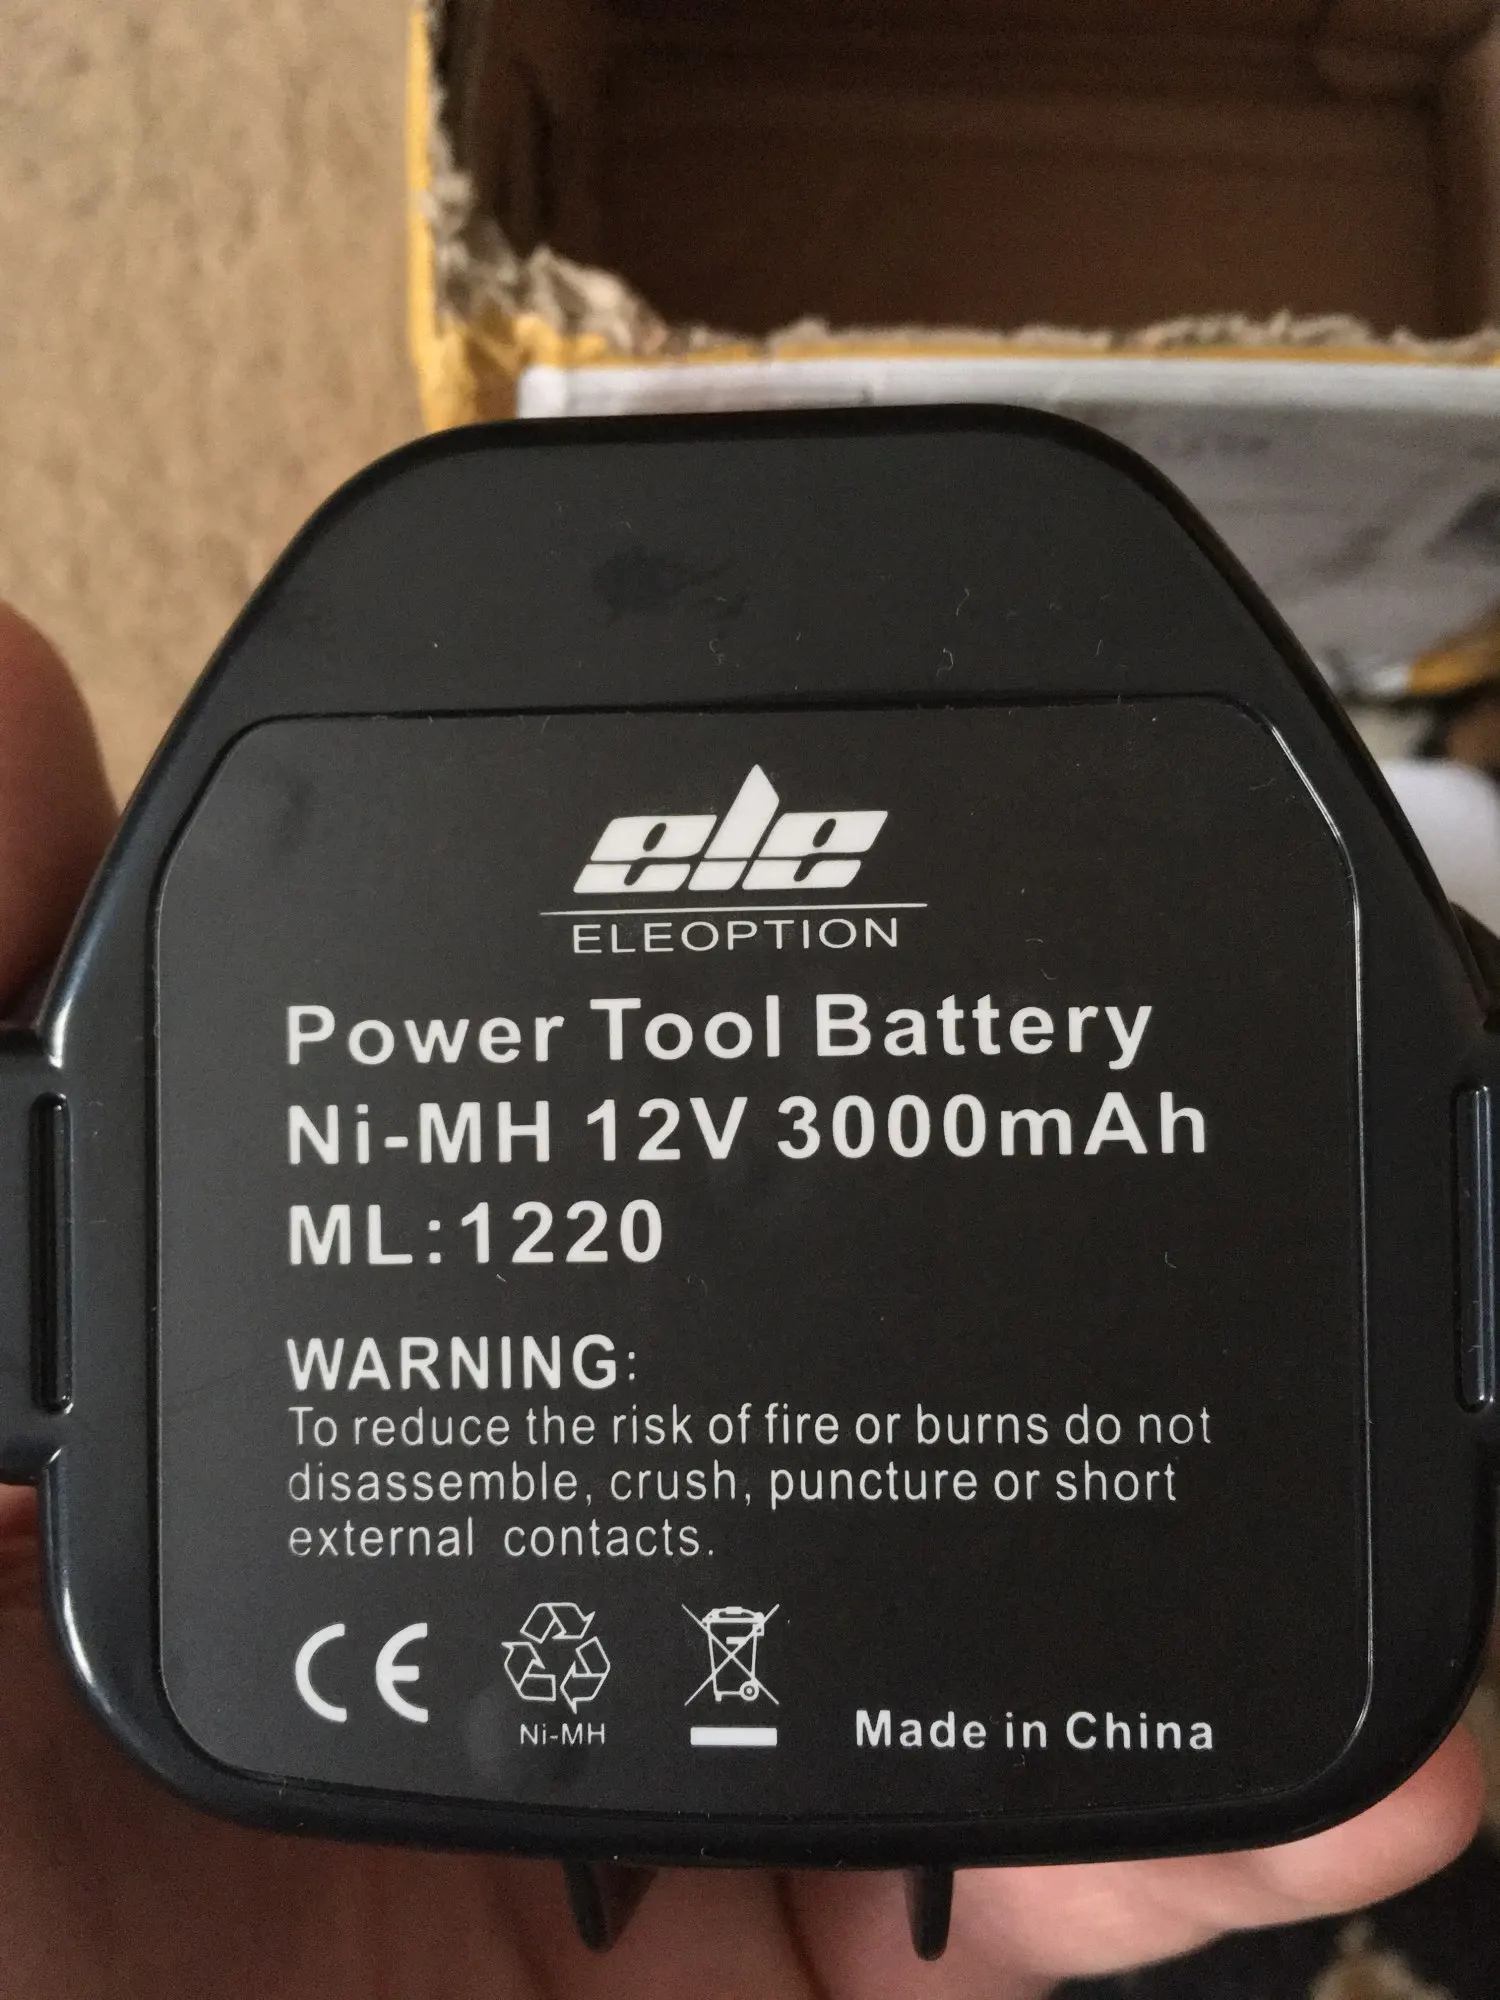 ele
ELEOPTION
Power Tool Battery
Ni-MH 12V 3000mAh
ML:1220
WARNING:
To reduce the risk of fire or burns do not
disassemble, crush, puncture or short
external contacts.
CE
Ni-MH
Made in China